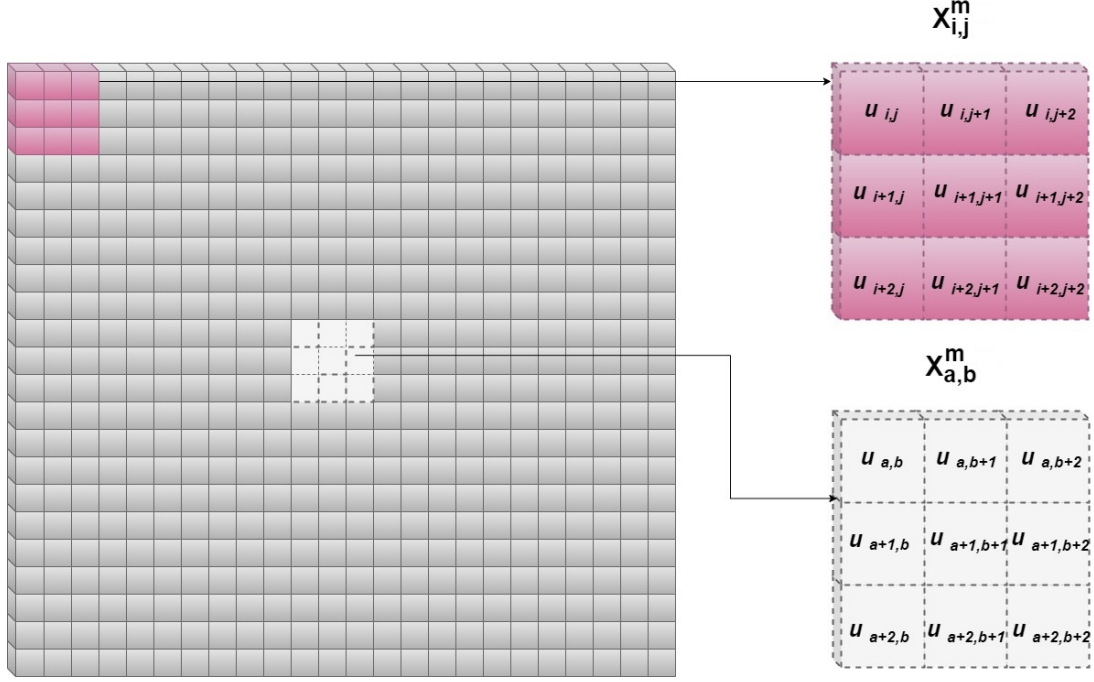 X^m_{i,j}
u i,j u i,j+1 u i,j+2
u i+1,j u i+1,j+1 u i+1,j+2
u i+2,j u i+2,j+1 u i+2,j+2
X^m_{a,b}
u a,b u a,b+1 u a,b+2
u a+1,b u a+1,b+1 u a+1,b+2
u a+2,b u a+2,b+1 u a+2,b+2